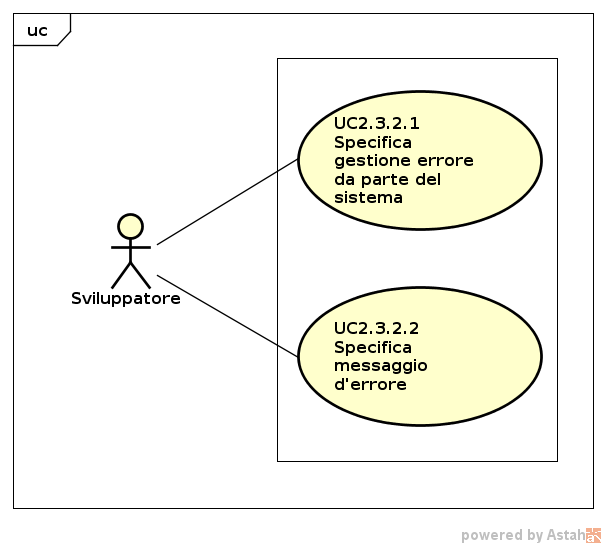 uc
UC2.3.2.1
Specifica
gestione errore
da parte del
sistema
Sviluppatore
UC2.3.2.2
Specifica
messaggio
d'errore
powered by Astah